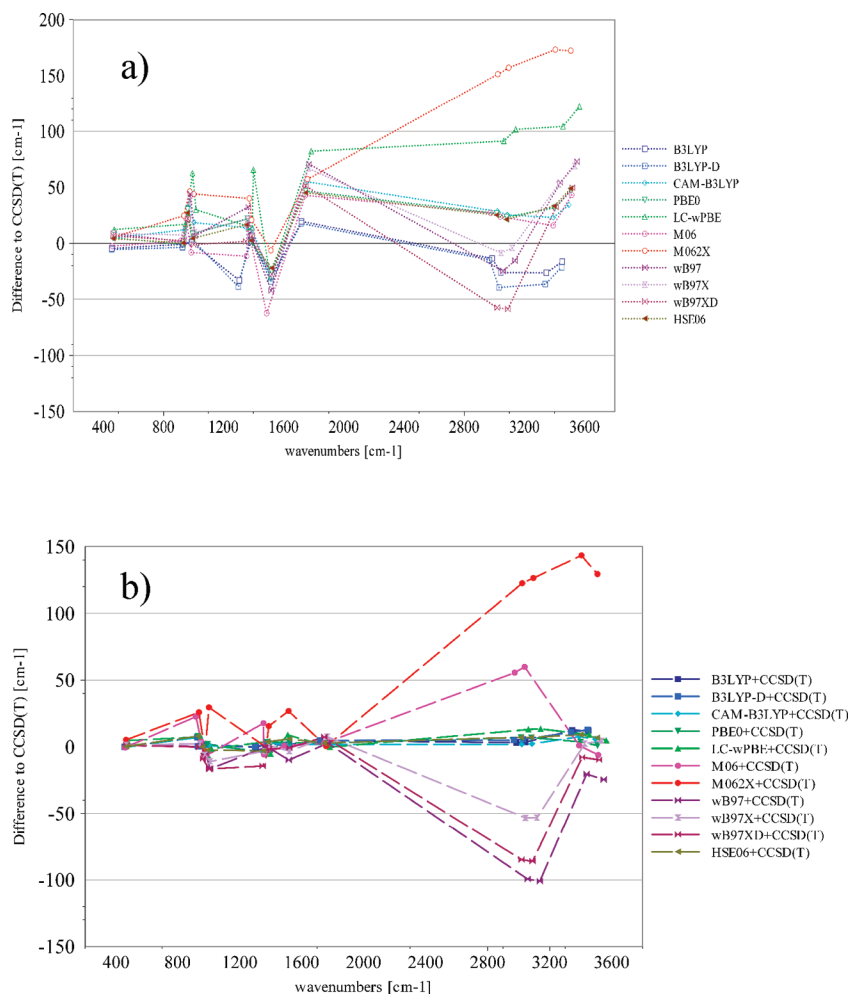 a)
Difference to CCSD(T) [cm-1]
200
150
100
50
0
-50
-100
-150
400 800 1200 1600 2000 2400 2800 3200 3600
wavenumbers [cm-1]
B3LYP
B3LYP-D
CAM-B3LYP
PBE0
LC-wPBE
M06
M062X
wB97
wB97X
wB97XD
HSE06
b)
Difference to CCSD(T) [cm-1]
150
100
50
0
-50
-100
-150
400 800 1200 1600 2000 2400 2800 3200 3600
wavenumbers [cm-1]
B3LYP+CCSD(T)
B3LYP-D+CCSD(T)
CAM-B3LYP+CCSD(T)
PBE0+CCSD(T)
LC-wPBE+CCSD(T)
M06+CCSD(T)
M062X+CCSD(T)
wB97+CCSD(T)
wB97X+CCSD(T)
wB97XD+CCSD(T)
HSE06+CCSD(T)